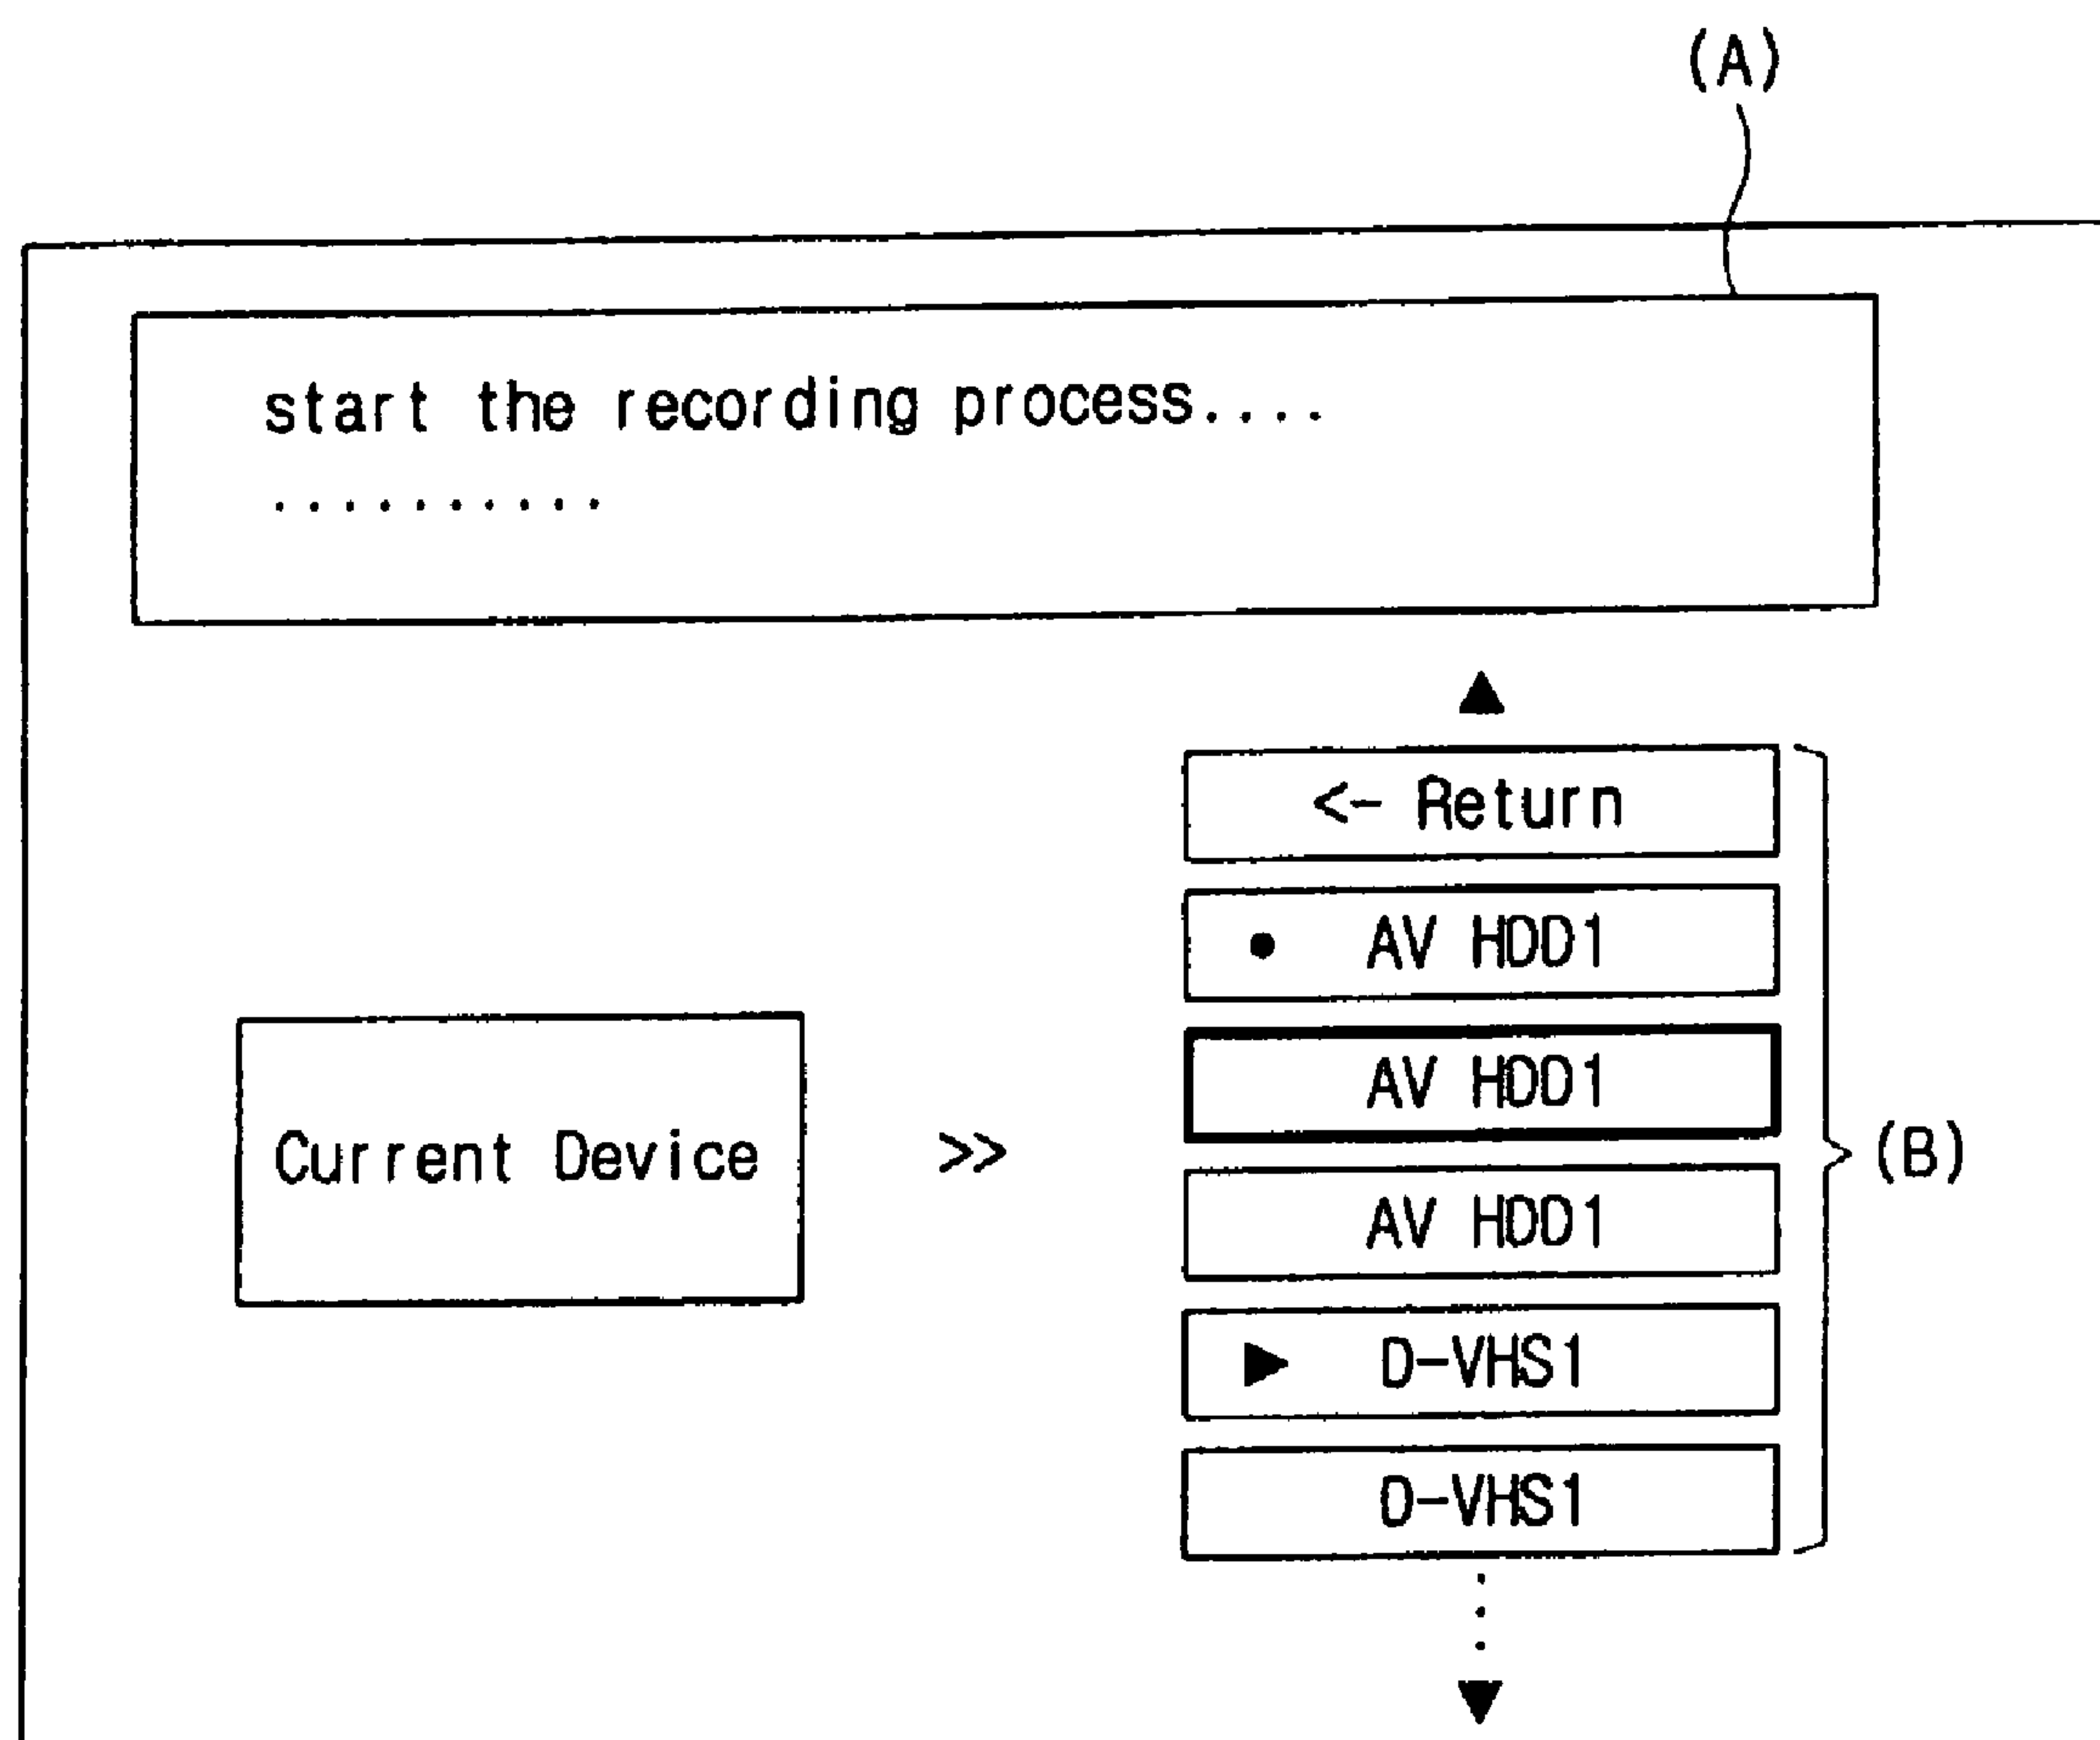 (A)
start the recording process....
..........
<- Return
● AV HDD1
AV HDD1
Current Device >> (B)
AV HDD1
▶ D-VHS1
D-VHS1